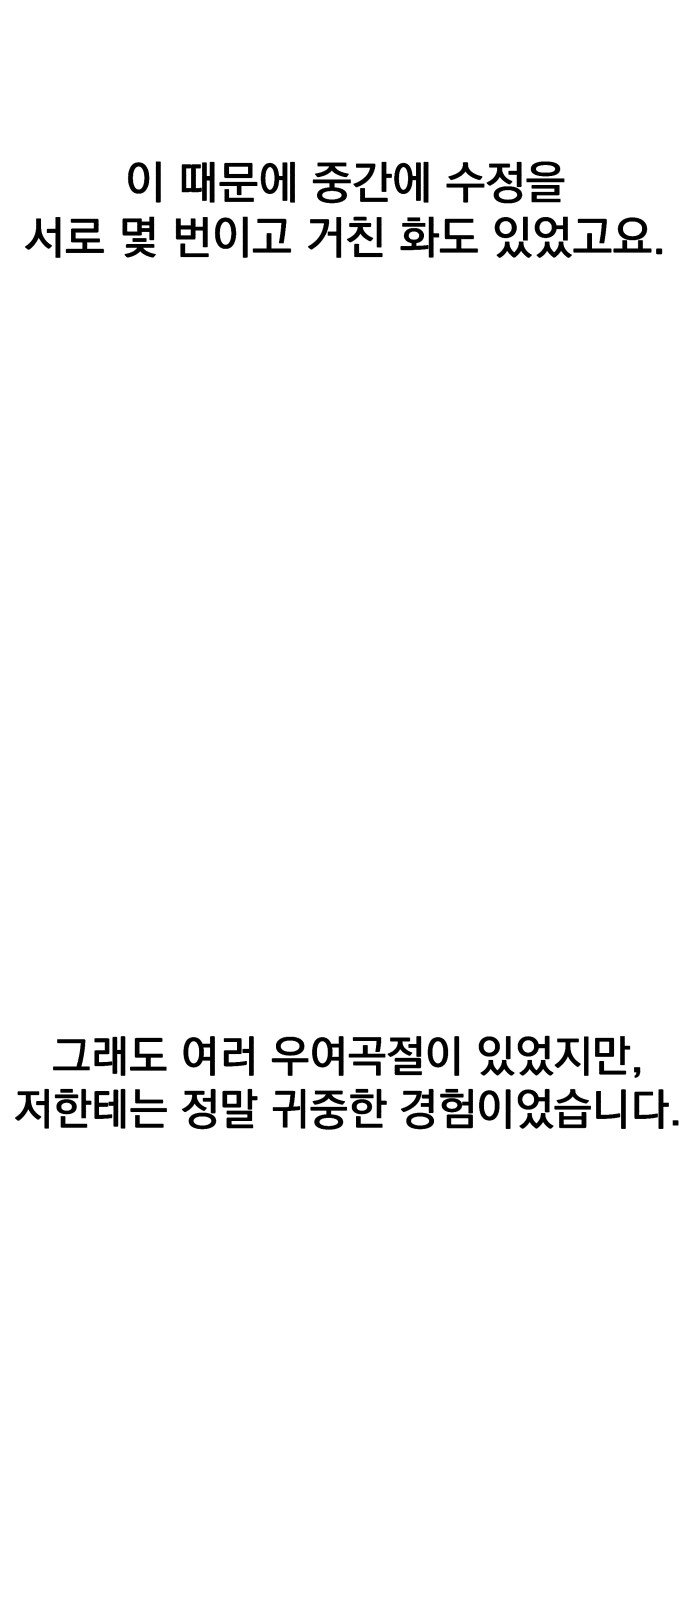 이 때문에 중간에 수정을
서로 몇 번이고 거친 화도 있었고요.
그래도 여러 우여곡절이 있었지만,
저한테는 정말 귀중한 경험이었습니다.